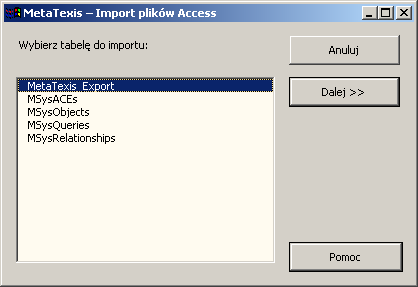 MetaTexis – Import plików Access
Wybierz tabelę do importu:
Anuluj
MetaTexis_Export
Dalej >>
MSysACEs
MSysObjects
MSysQueries
MSysRelationships
Pomoc